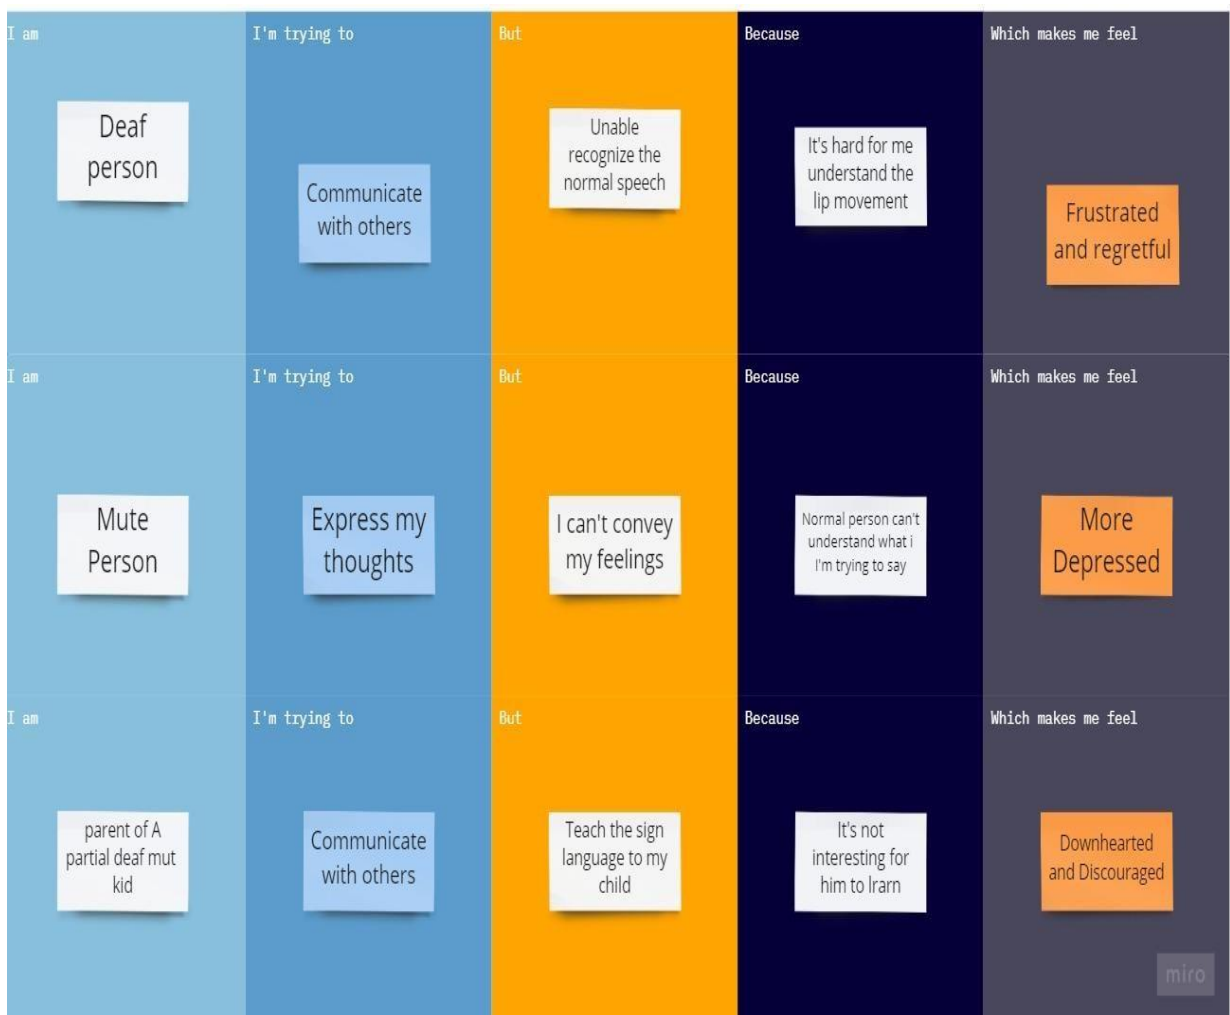 I am
I'm trying to
But
Because
Which makes me feel
Deaf
person
Communicate
with others
Unable
recognize the
normal speech
It's hard for me
understand the
lip movement
Frustrated
and regretful
I am
I'm trying to
But
Because
Which makes me feel
Mute
Person
Express my
thoughts
I can't convey
my feelings
Normal person can't
understand what i
I'm trying to say
More
Depressed
I am
I'm trying to
But
Because
Which makes me feel
parent of A
partial deaf mut
kid
Communicate
with others
Teach the sign
language to my
child
It's not
interesting for
him to lrarn
Downhearted
and Discouraged
miro